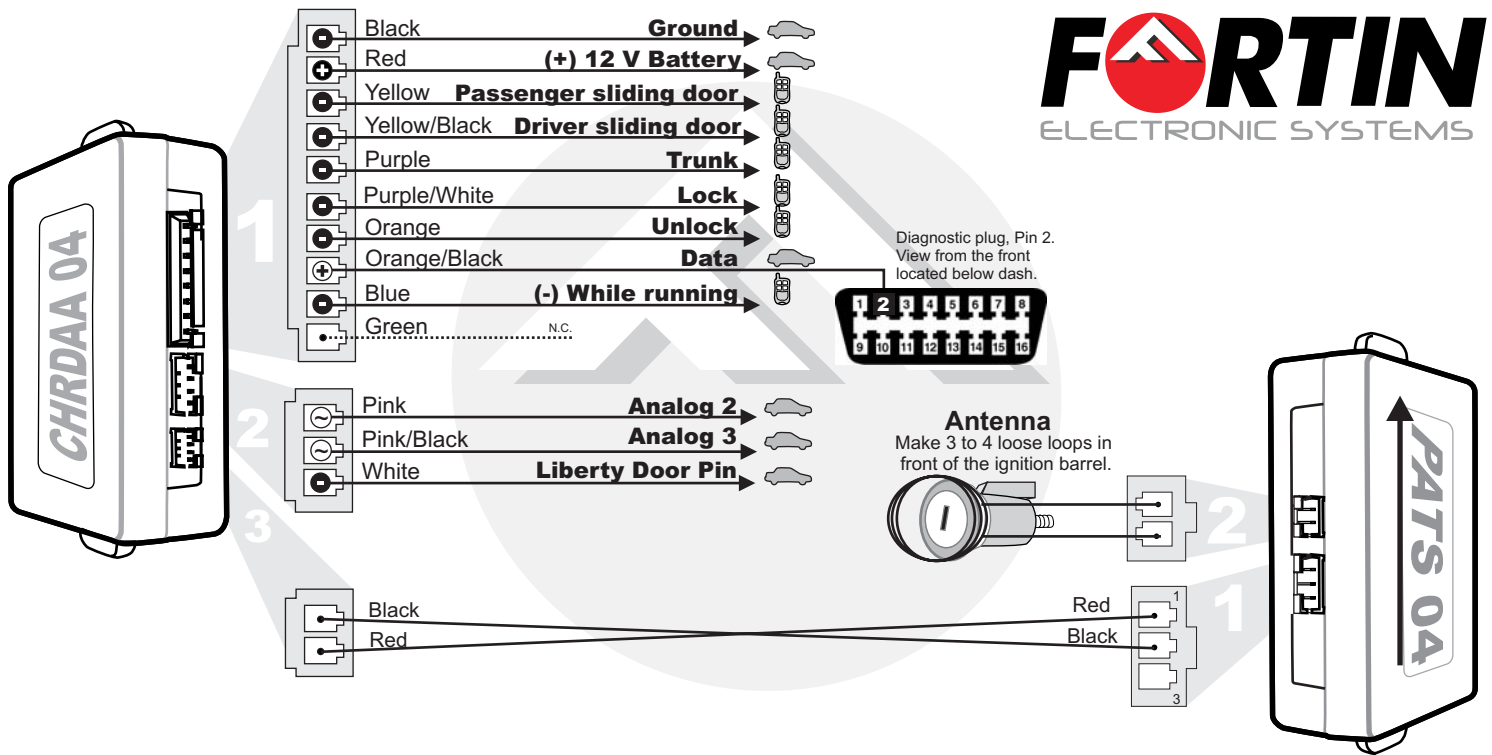 FORTIN
ELECTRONIC SYSTEMS
CHRDAA 04
1
Black Ground
Red (+) 12 V Battery
Yellow Passenger sliding door
Yellow/Black Driver sliding door
Purple Trunk
Purple/White Lock
Orange Unlock
Orange/Black Data
Blue (-) While running
Green N.C.
Diagnostic plug, Pin 2.
View from the front
located below dash.
1 2 3 4 5 6 7 8
9 10 11 12 13 14 15 16
2
Pink Analog 2
Pink/Black Analog 3
White Liberty Door Pin
3
Black
Red
Antenna
Make 3 to 4 loose loops in
front of the ignition barrel.
2
1
Red 1
Black
3
PATS 04